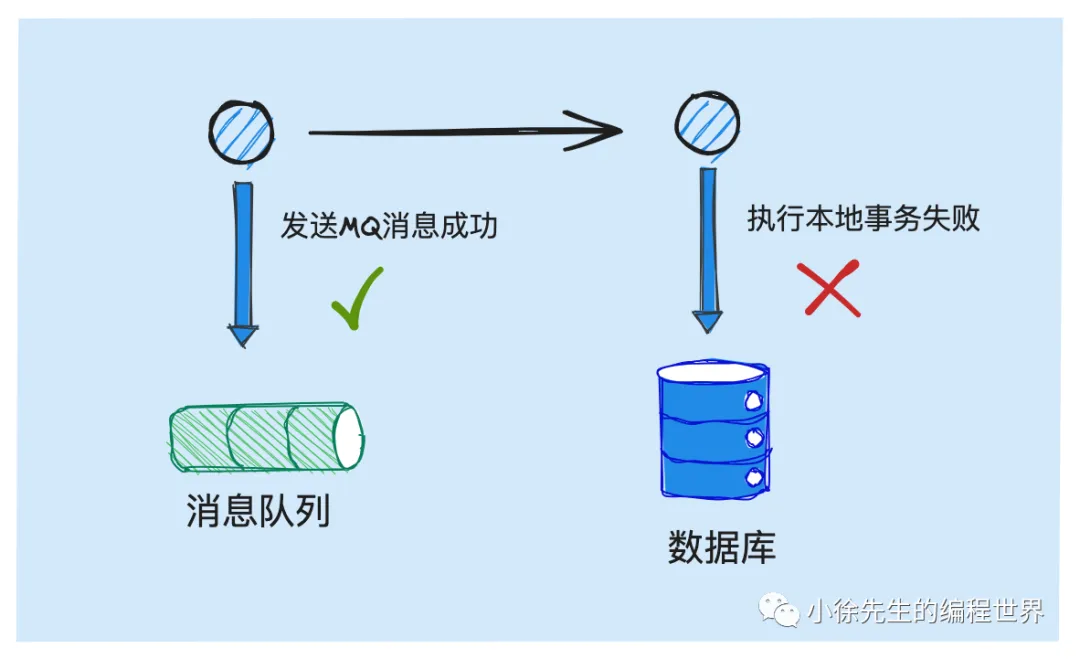 发送MQ消息成功
执行本地事务失败
消息队列
数据库
小徐先生的编程世界